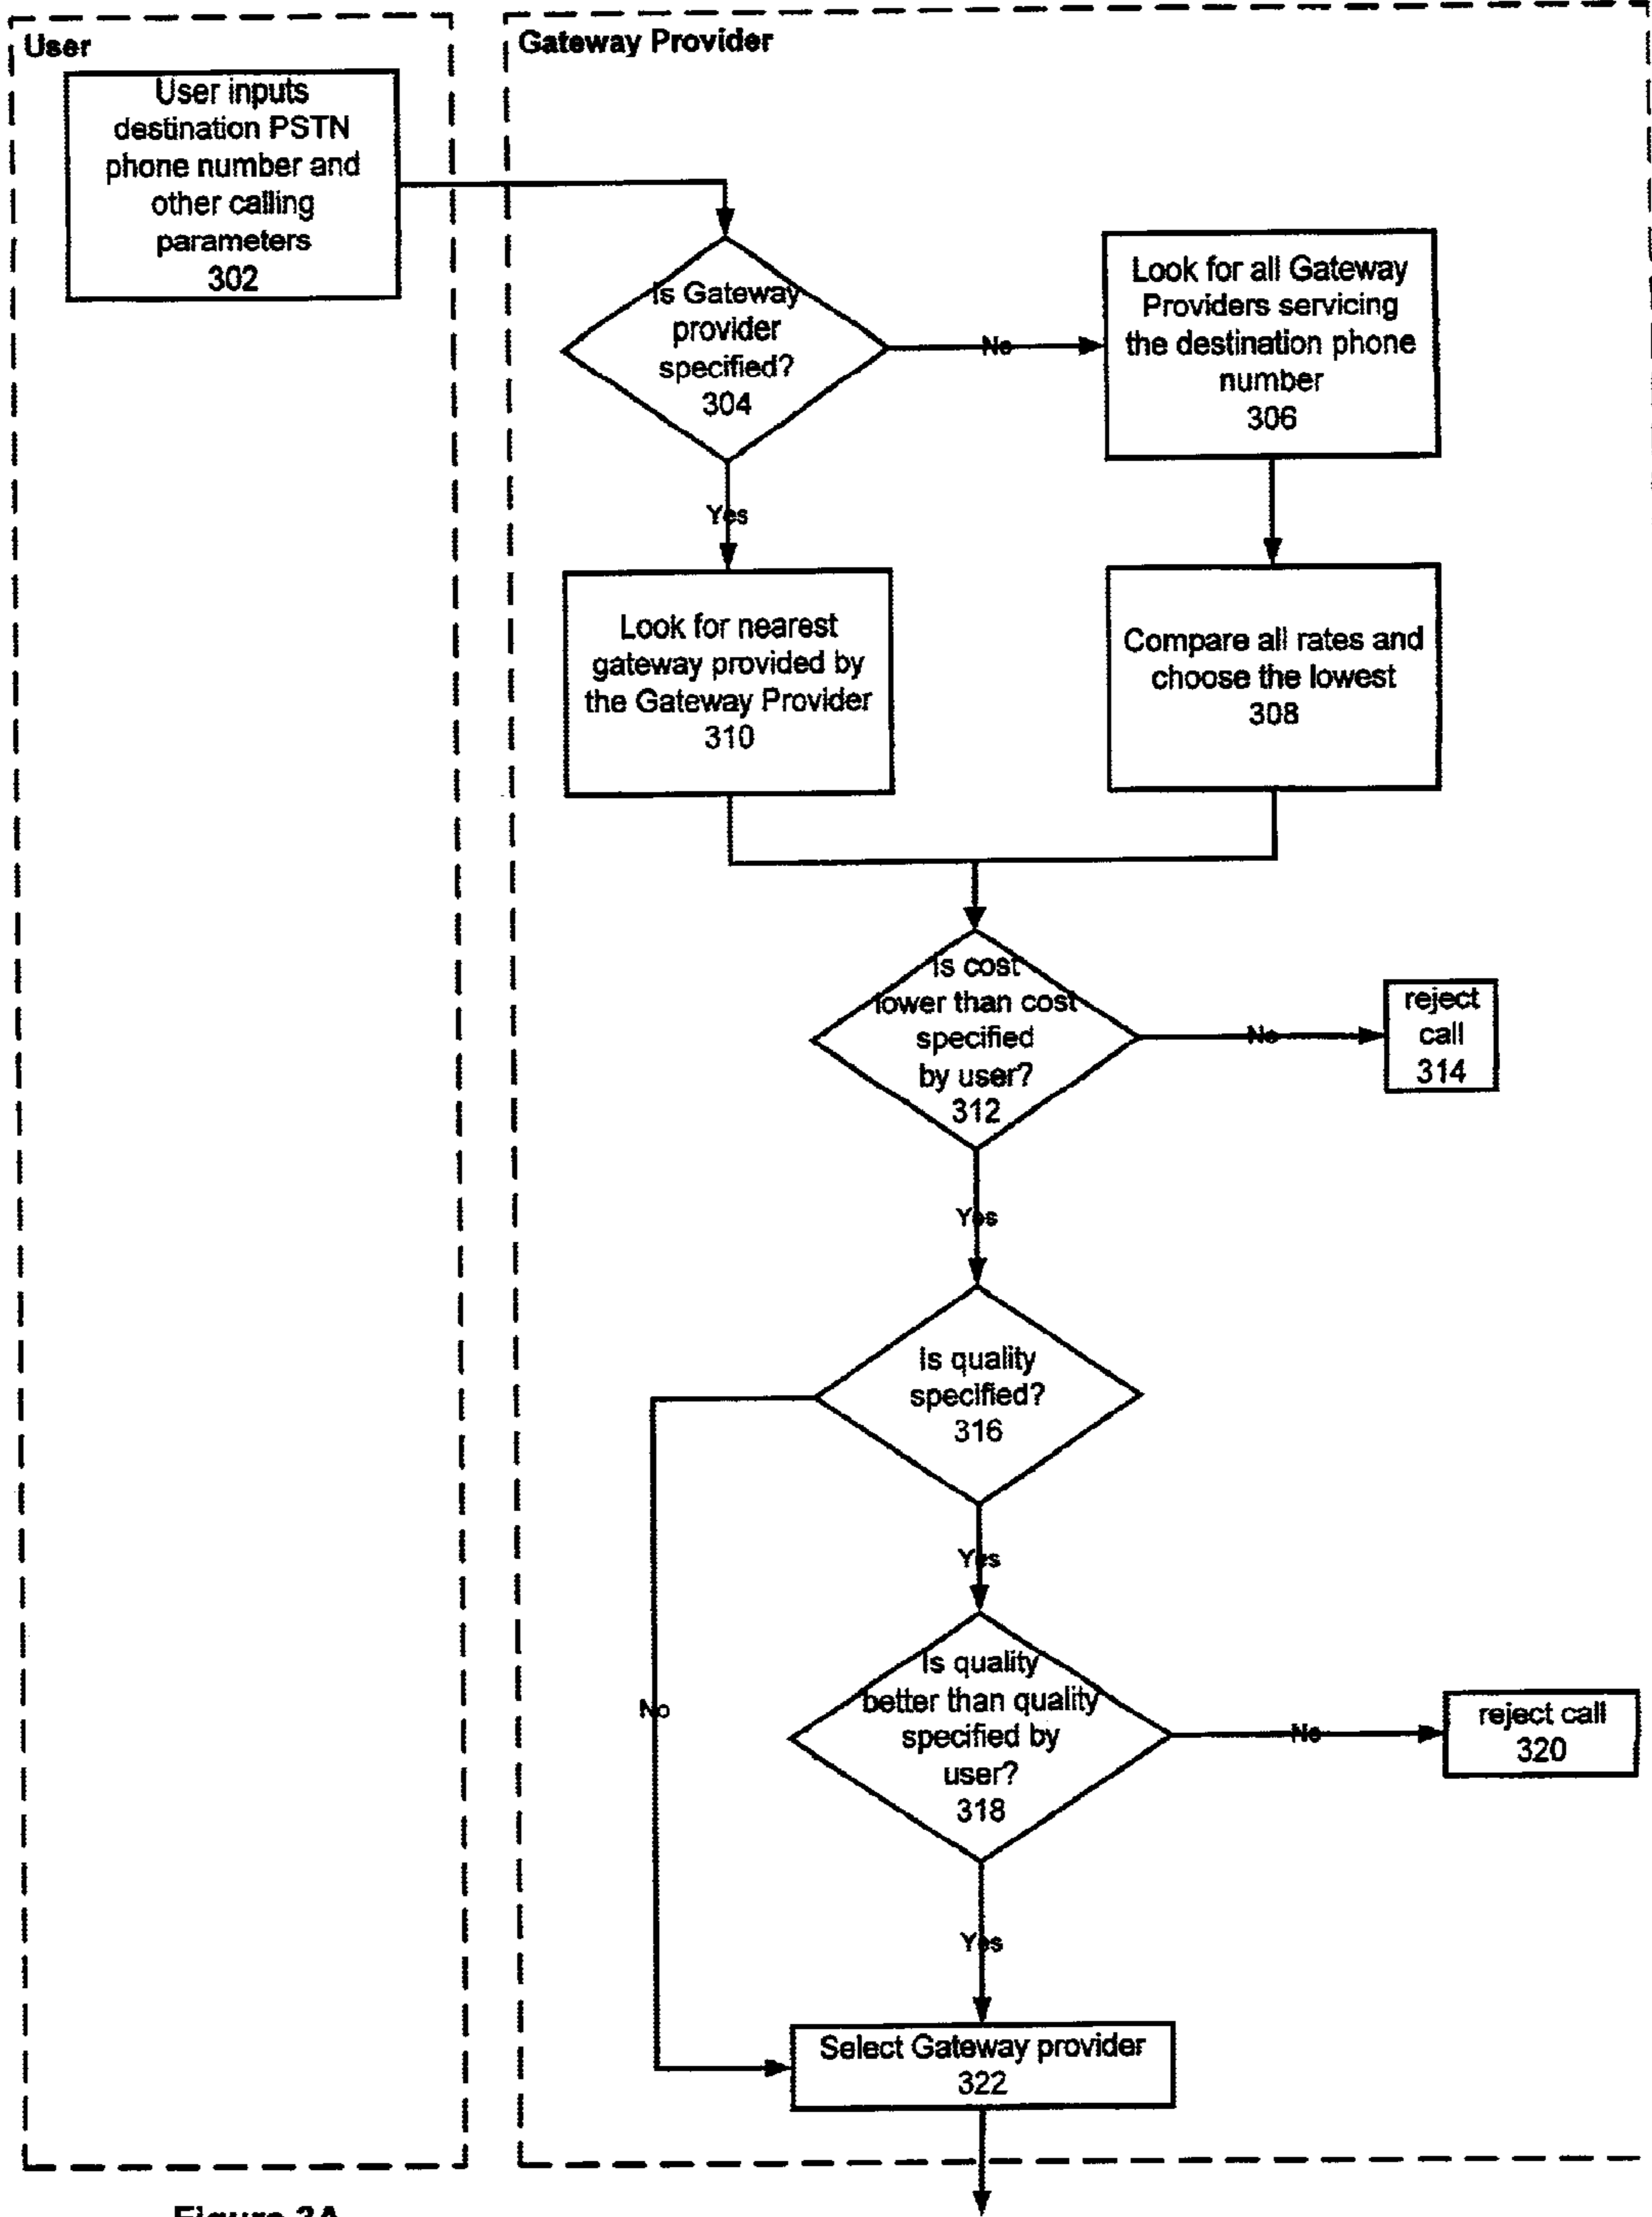 User
Gateway Provider
User inputs
destination PSTN
phone number and
other calling
parameters
302
Is Gateway
provider
specified?
304
No
Look for all Gateway
Providers servicing
the destination phone
number
306
Yes
Look for nearest
gateway provided by
the Gateway Provider
310
Compare all rates and
choose the lowest
308
Is cost
lower than cost
specified
by user?
312
No
reject
call
314
Yes
Is quality
specified?
316
Yes
No
Is quality
better than quality
specified by
user?
318
No
reject call
320
Yes
Select Gateway provider
322
Figure 3A